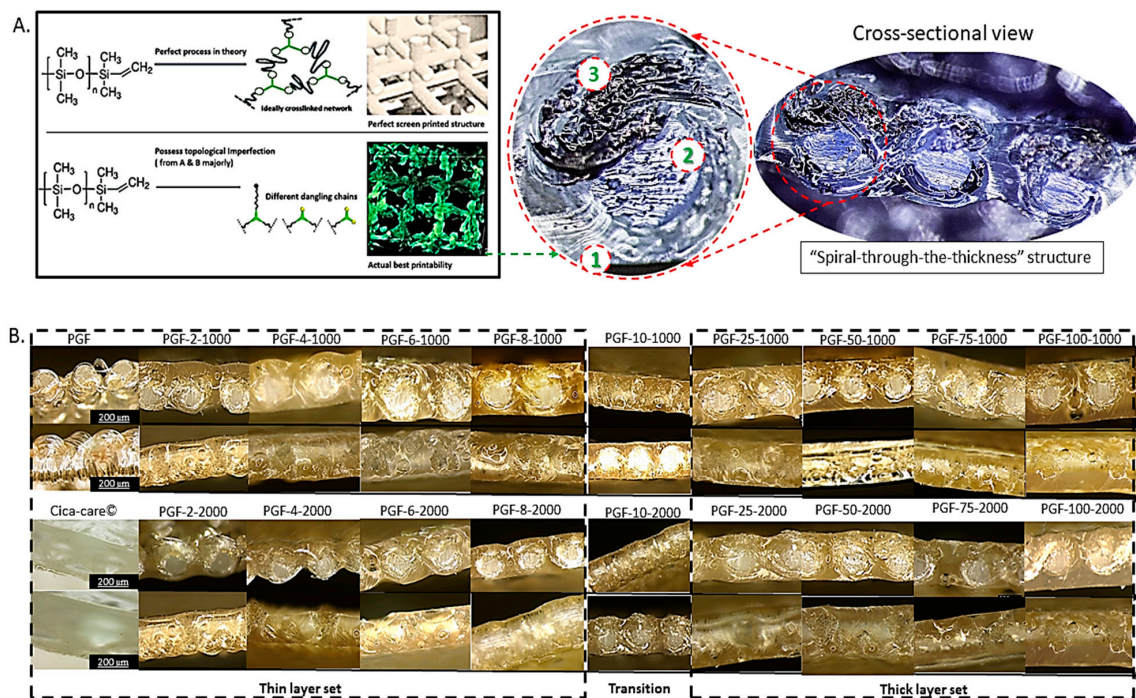 A.
CH₃
CH₃
Si
O
Si
CH₂
n
CH₃
CH₃
Perfect process in theory
Ideally crosslinked network
Perfect screen printed structure
CH₃
CH₃
Si
O
Si
CH₂
n
CH₃
CH₃
Possess topological Imperfection
( from A & B majorly)
Different dangling chains
Actual best printability
3
2
1
Cross-sectional view
"Spiral-through-the-thickness" structure
B.
PGF PGF-2-1000 PGF-4-1000 PGF-6-1000 PGF-8-1000 PGF-10-1000 PGF-25-1000 PGF-50-1000 PGF-75-1000 PGF-100-1000
200 µm
200 µm
Cica-care© PGF-2-2000 PGF-4-2000 PGF-6-2000 PGF-8-2000 PGF-10-2000 PGF-25-2000 PGF-50-2000 PGF-75-2000 PGF-100-2000
200 µm
200 µm
Thin layer set Transition Thick layer set